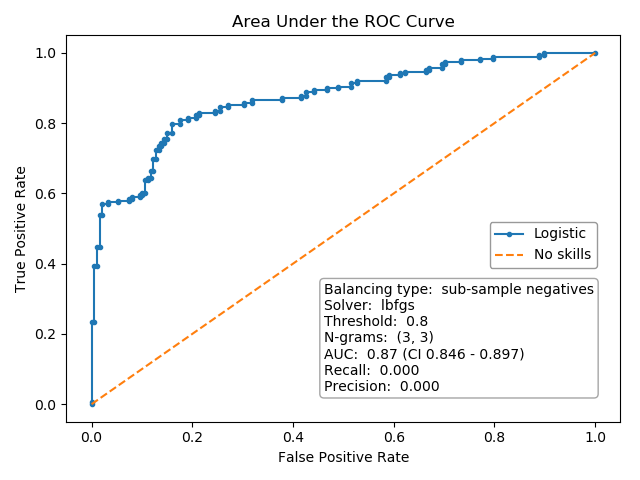 Area Under the ROC Curve
True Positive Rate
1.0
0.8
0.6
0.4
0.2
0.0
Logistic
No skills
Balancing type:  sub-sample negatives
Solver:  lbfgs
Threshold:  0.8
N-grams:  (3, 3)
AUC:  0.87 (CI 0.846 - 0.897)
Recall:  0.000
Precision:  0.000
0.0 0.2 0.4 0.6 0.8 1.0
False Positive Rate